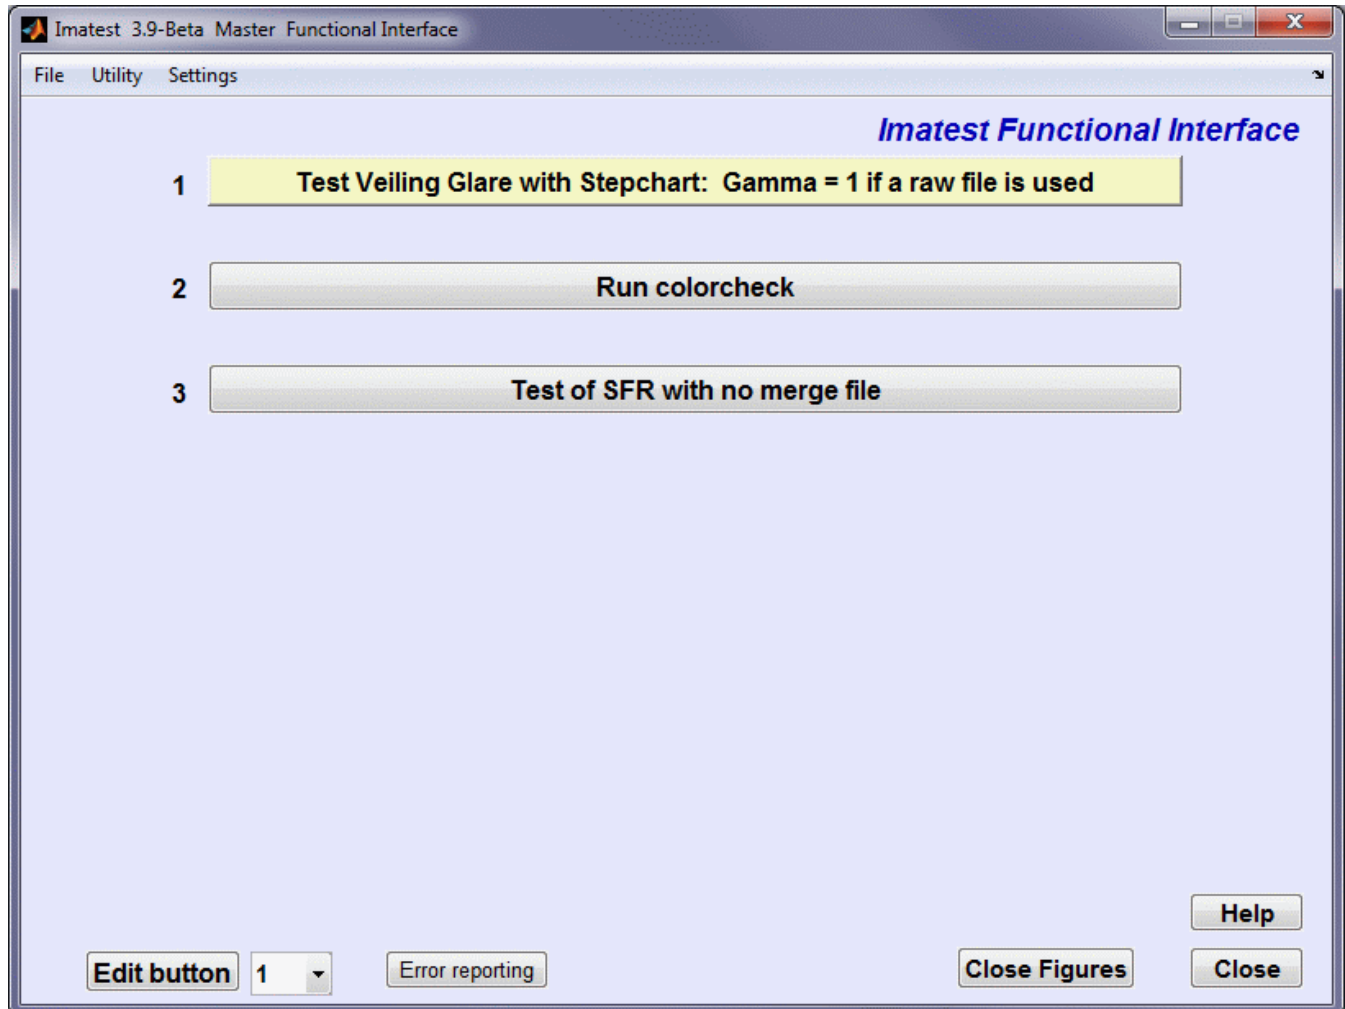 Imatest 3.9-Beta Master Functional Interface
File Utility Settings
Imatest Functional Interface
1 Test Veiling Glare with Stepchart: Gamma = 1 if a raw file is used
2 Run colorcheck
3 Test of SFR with no merge file
Help
Edit button 1 Error reporting Close Figures Close